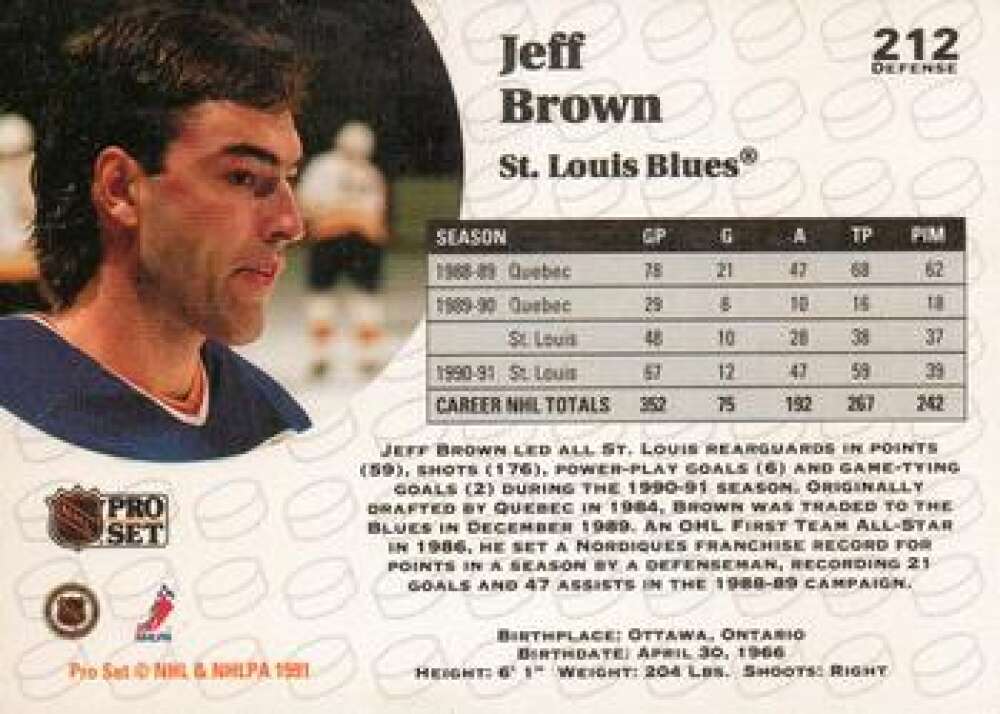 Jeff
Brown
St. Louis Blues®
212
DEFENSE
SEASON GP G A TP PIM
1988-89 Quebec 78 21 47 68 62
1989-90 Quebec 29 6 10 16 18
St. Louis 48 10 28 38 37
1990-91 St. Louis 67 12 47 59 39
CAREER NHL TOTALS 352 75 192 267 242
JEFF BROWN LED ALL ST. LOUIS REARGUARDS IN POINTS
(59), SHOTS (176), POWER-PLAY GOALS (6) AND GAME-TYING
GOALS (2) DURING THE 1990-91 SEASON. ORIGINALLY
DRAFTED BY QUEBEC IN 1984, BROWN WAS TRADED TO THE
BLUES IN DECEMBER 1989. AN OHL FIRST TEAM ALL-STAR
IN 1986, HE SET A NORDIQUES FRANCHISE RECORD FOR
POINTS IN A SEASON BY A DEFENSEMAN, RECORDING 21
GOALS AND 47 ASSISTS IN THE 1988-89 CAMPAIGN.
PRO
SET
NHLPA
Pro Set © NHL & NHLPA 1991
BIRTHPLACE: OTTAWA, ONTARIO
BIRTHDATE: APRIL 30, 1966
HEIGHT: 6' 1" WEIGHT: 204 LBS. SHOOTS: RIGHT